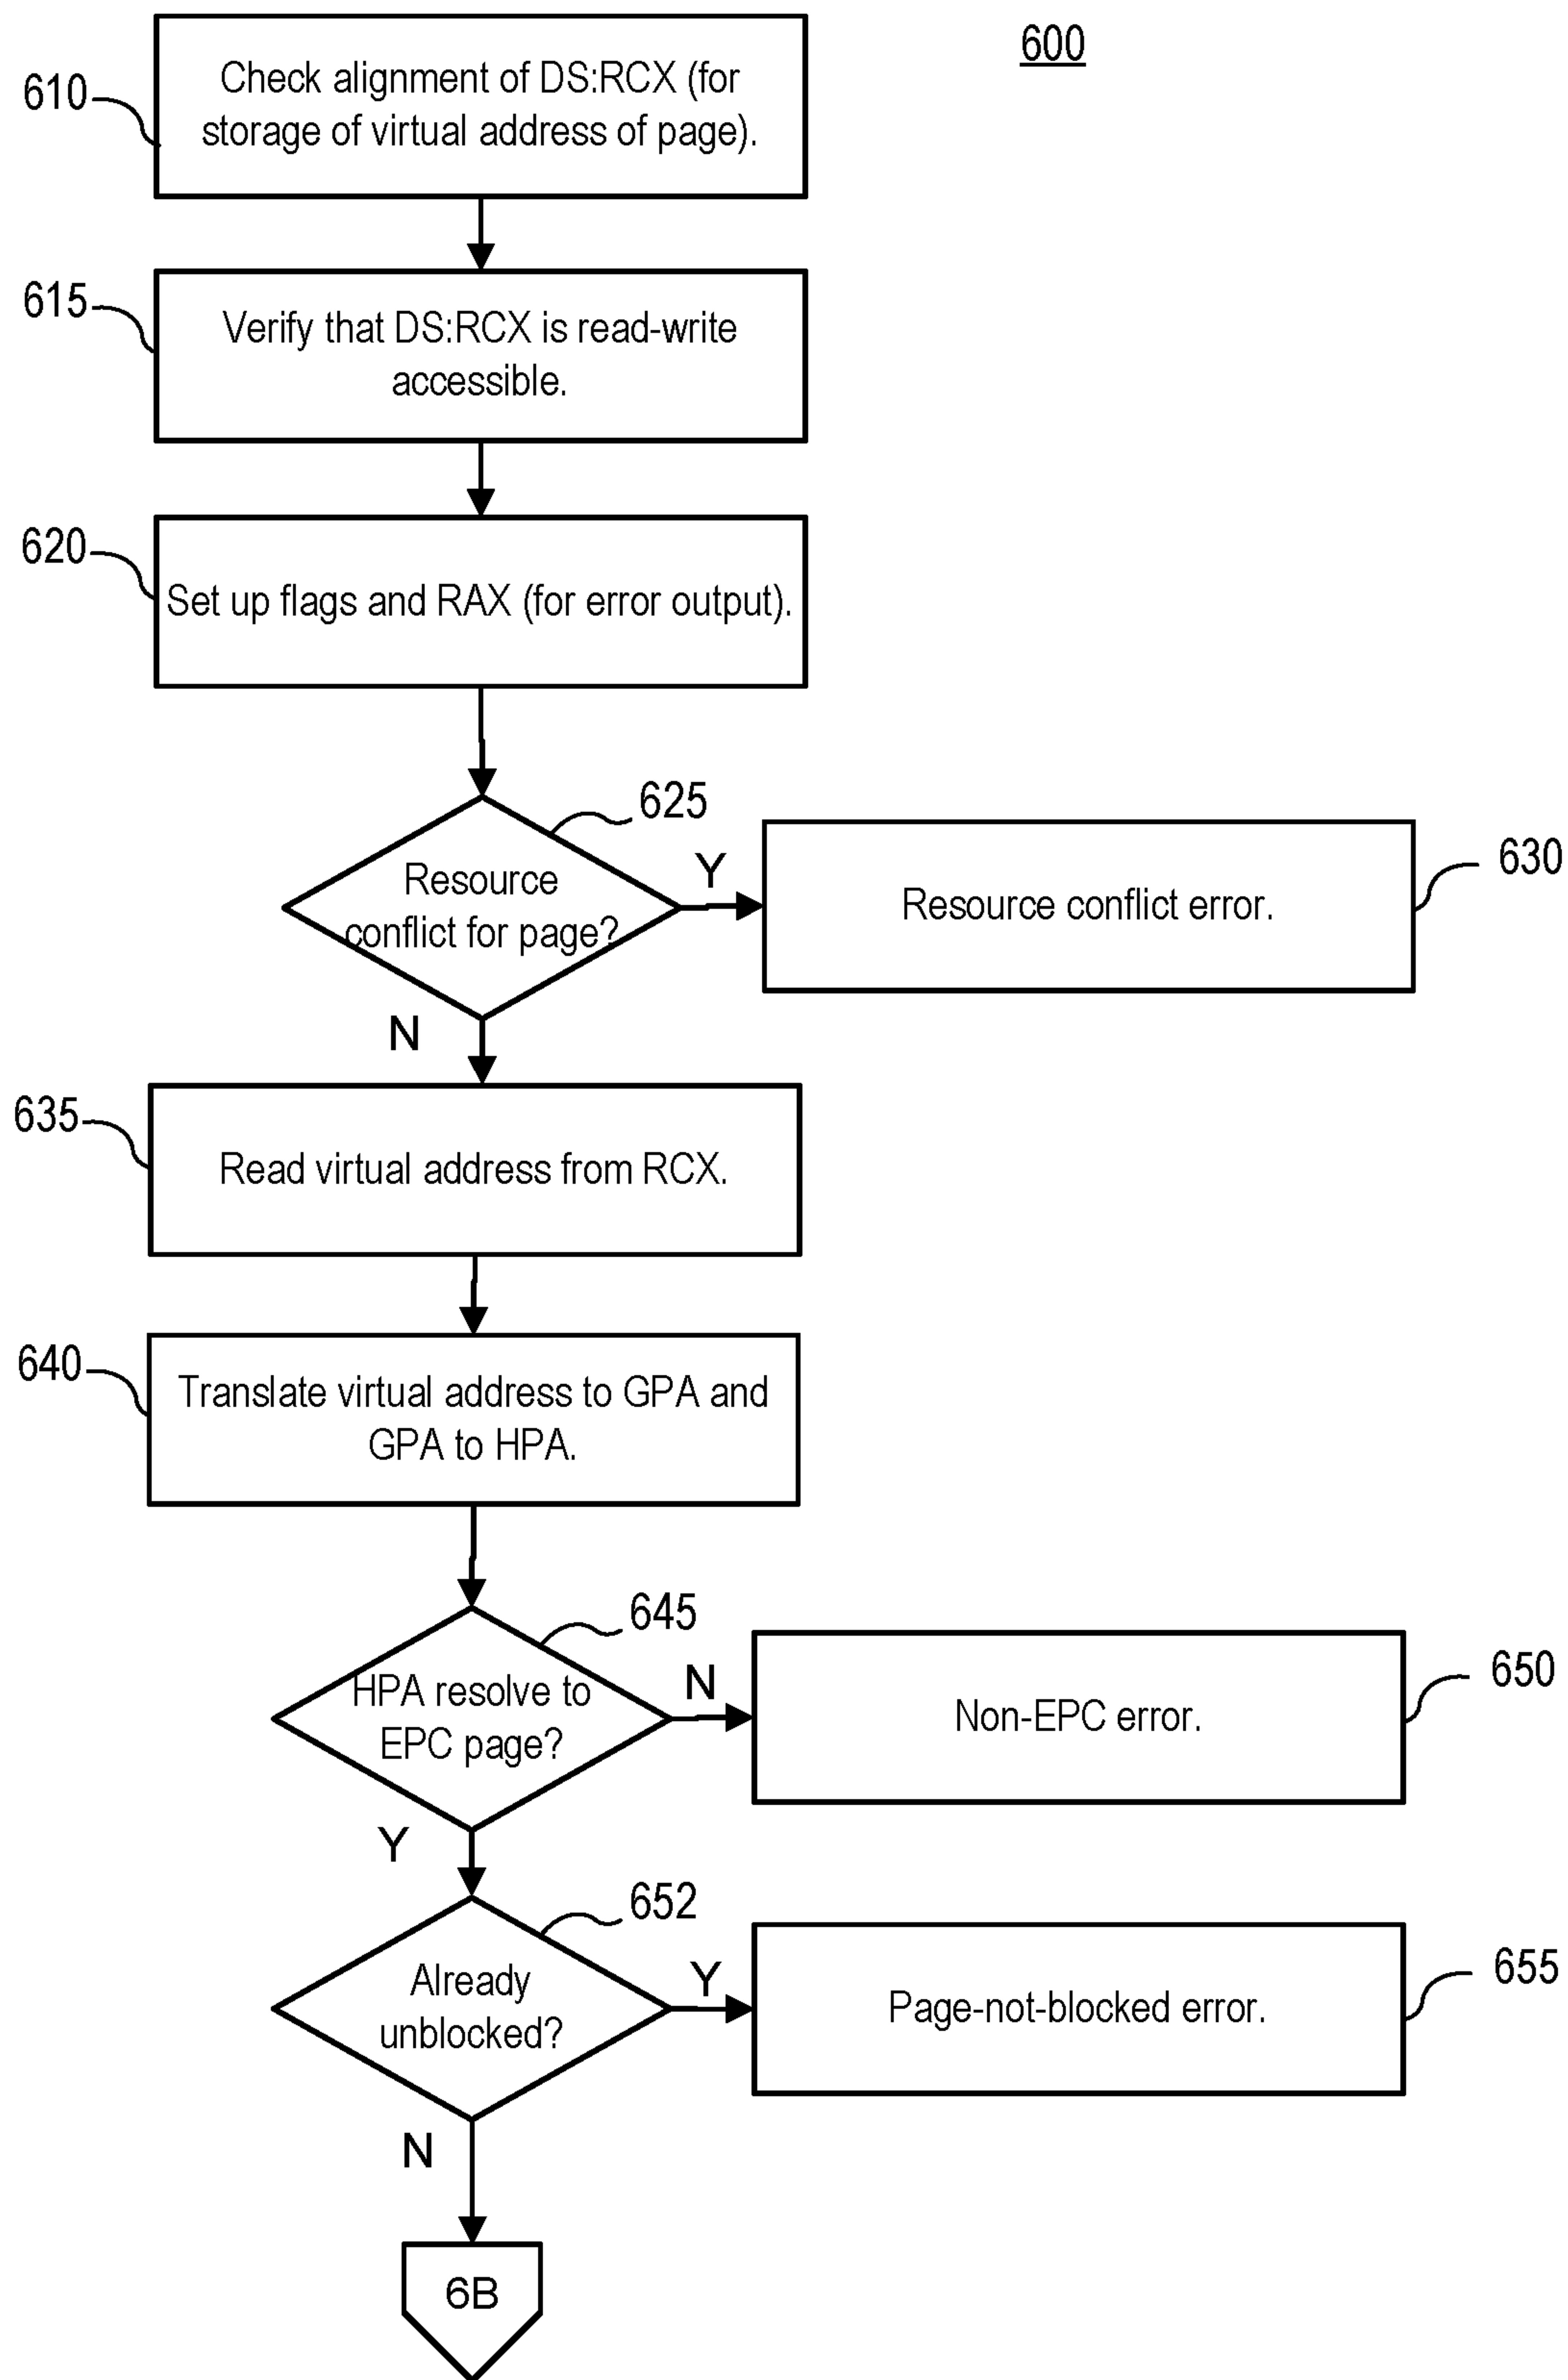 600
610
Check alignment of DS:RCX (for
storage of virtual address of page).
615
Verify that DS:RCX is read-write
accessible.
620
Set up flags and RAX (for error output).
625
Resource
conflict for page?
Y
Resource conflict error.
630
N
635
Read virtual address from RCX.
640
Translate virtual address to GPA and
GPA to HPA.
645
HPA resolve to
EPC page?
N
Non-EPC error.
650
Y
652
Already
unblocked?
Y
Page-not-blocked error.
655
N
6B